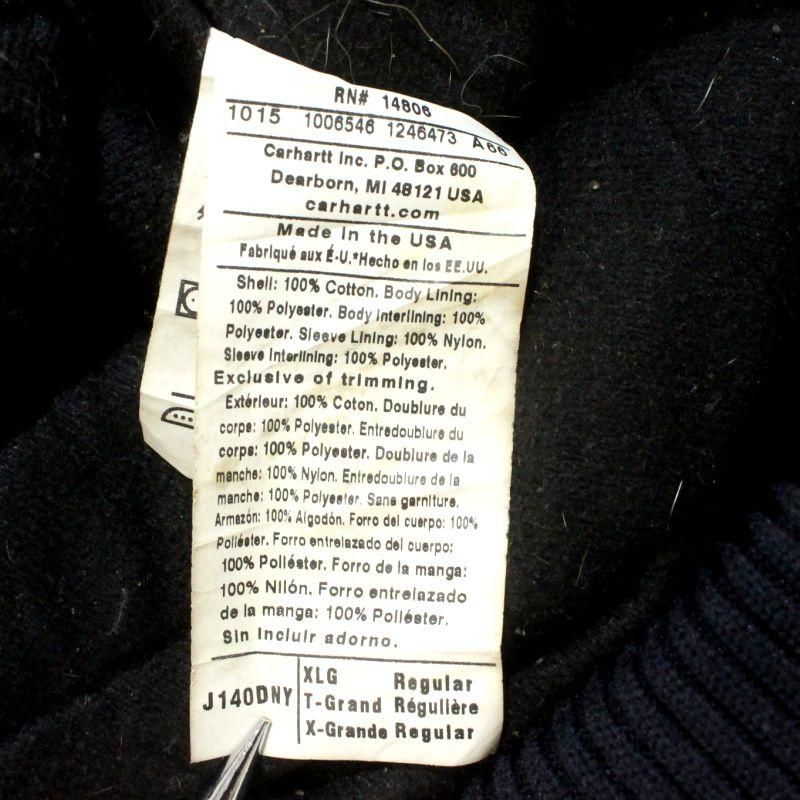 RN# 14806
1015 1006546 1246473 A66
Carhartt Inc. P.O. Box 600
Dearborn, MI 48121 USA
carhartt.com
Made in the USA
Fabriqué aux É-U.*Hecho en los EE.UU.
Shell: 100% Cotton. Body Lining:
100% Polyester. Body Interlining: 100%
Polyester. Sleeve Lining: 100% Nylon.
Sleeve Interlining: 100% Polyester.
Exclusive of trimming.
Extérieur: 100% Coton. Doublure du
corps: 100% Polyester. Entredoublure du
corps: 100% Polyester. Doublure de la
manche: 100% Nylon. Entredoublure de la
manche: 100% Polyester. Sans garniture.
Armazón: 100% Algodón. Forro del cuerpo: 100%
Poliéster. Forro entrelazado del cuerpo:
100% Poliéster. Forro de la manga:
100% Nilón. Forro entrelazado
de la manga: 100% Poliéster.
Sin incluir adorno.
J140DNY
XLG Regular
T-Grand Régulière
X-Grande Regular